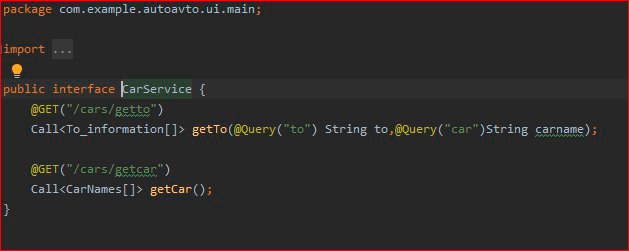 package com.example.autoavto.ui.main;
import ...
public interface CarService {
@GET("/cars/getto")
Call<To_information[]> getTo(@Query("to") String to,@Query("car")String carname);
@GET("/cars/getcar")
Call<CarNames[]> getCar();
}